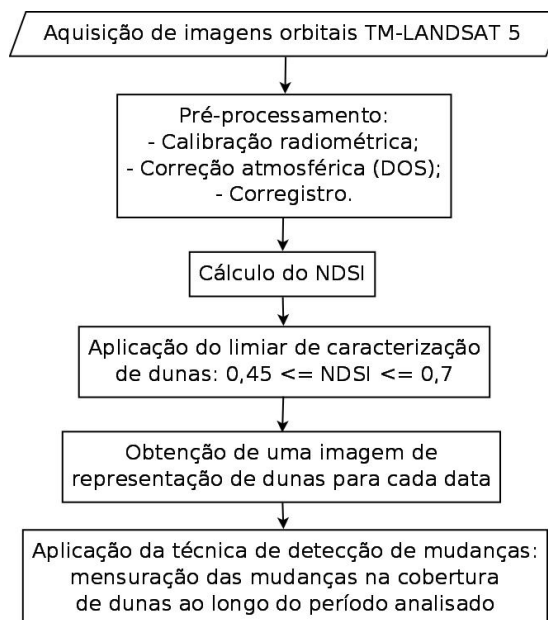 Aquisição de imagens orbitais TM-LANDSAT 5
Pré-processamento:
- Calibração radiométrica;
- Correção atmosférica (DOS);
- Corregistro.
Cálculo do NDSI
Aplicação do limiar de caracterização
de dunas: 0,45 <= NDSI <= 0,7
Obtenção de uma imagem de
representação de dunas para cada data
Aplicação da técnica de detecção de mudanças:
mensuração das mudanças na cobertura
de dunas ao longo do período analisado